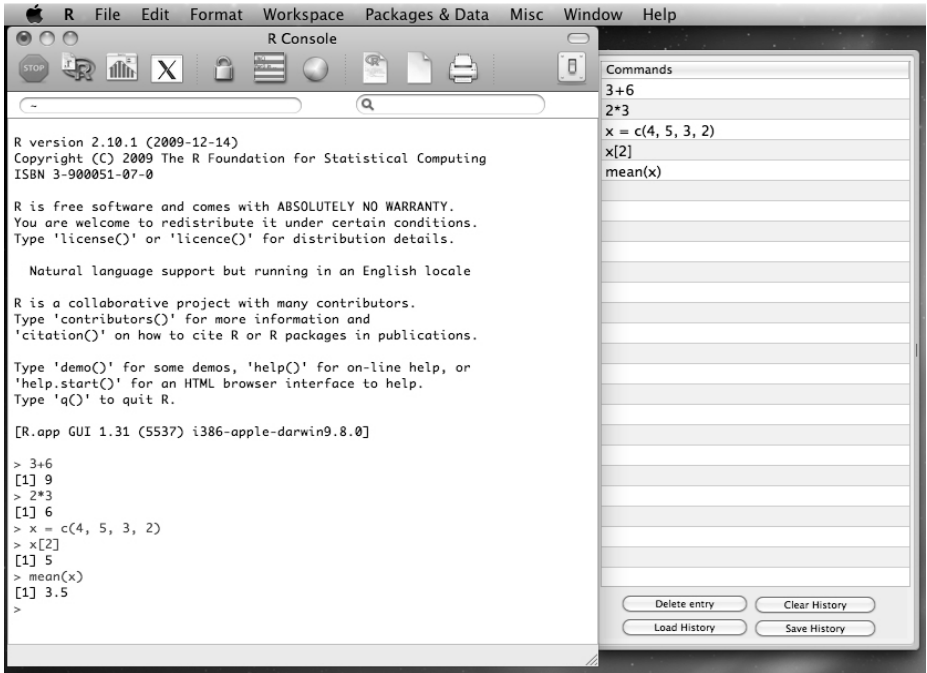 R File Edit Format Workspace Packages & Data Misc Window Help
R Console
STOP
R
X
R
~
R version 2.10.1 (2009-12-14)
Copyright (C) 2009 The R Foundation for Statistical Computing
ISBN 3-900051-07-0
R is free software and comes with ABSOLUTELY NO WARRANTY.
You are welcome to redistribute it under certain conditions.
Type 'license()' or 'licence()' for distribution details.
Natural language support but running in an English locale
R is a collaborative project with many contributors.
Type 'contributors()' for more information and
'citation()' on how to cite R or R packages in publications.
Type 'demo()' for some demos, 'help()' for on-line help, or
'help.start()' for an HTML browser interface to help.
Type 'q()' to quit R.
[R.app GUI 1.31 (5537) i386-apple-darwin9.8.0]
> 3+6
[1] 9
> 2*3
[1] 6
> x = c(4, 5, 3, 2)
> x[2]
[1] 5
> mean(x)
[1] 3.5
>
Commands
3+6
2*3
x = c(4, 5, 3, 2)
x[2]
mean(x)
Delete entry Clear History
Load History Save History